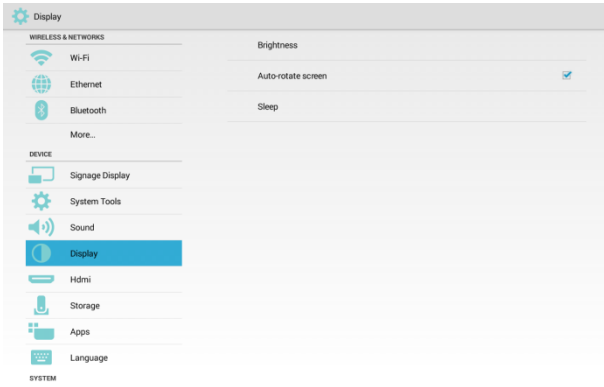 Display
WIRELESS & NETWORKS
Wi-Fi
Ethernet
Bluetooth
More...
DEVICE
Signage Display
System Tools
Sound
Display
Hdmi
Storage
Apps
Language
SYSTEM
Brightness
Auto-rotate screen
Sleep